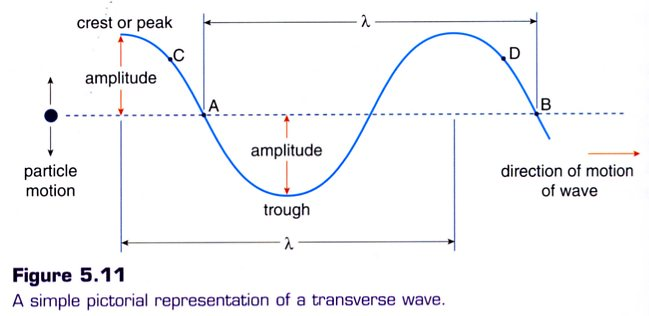 crest or peak
λ
C
D
amplitude
A
B
amplitude
particle
motion
direction of motion
of wave
trough
λ
Figure 5.11
A simple pictorial representation of a transverse wave.